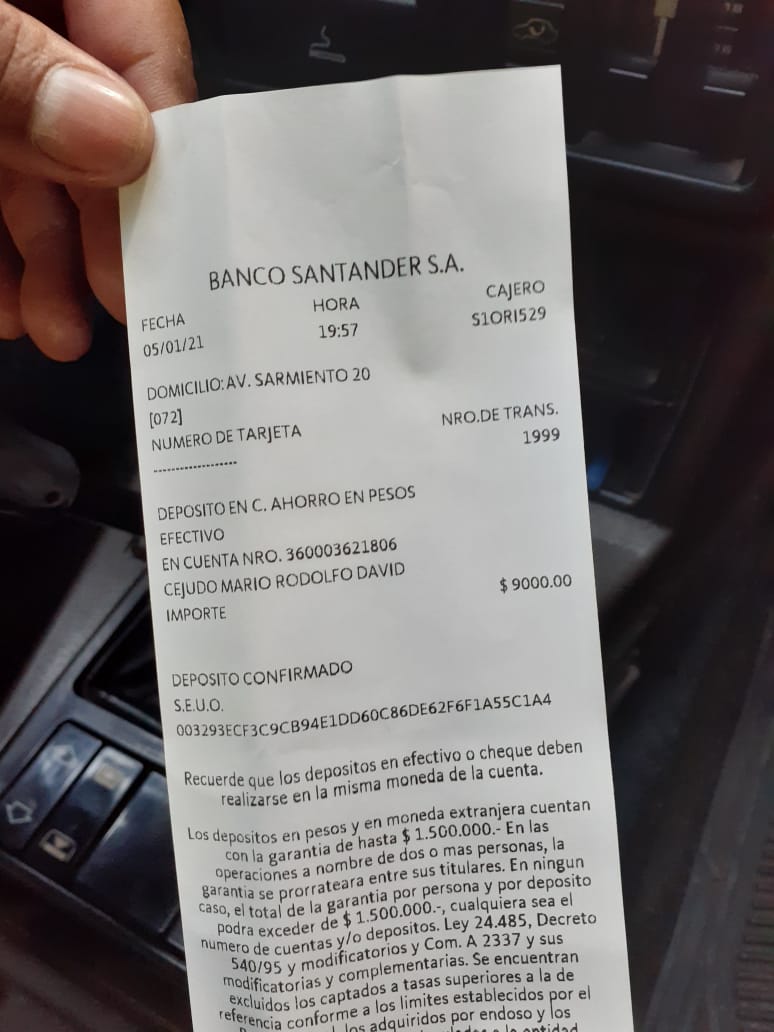 BANCO SANTANDER S.A.
FECHA HORA CAJERO
05/01/21 19:57 S1ORI529
DOMICILIO: AV. SARMIENTO 20
[072]
NUMERO DE TARJETA NRO.DE TRANS.
------------------- 1999
DEPOSITO EN C. AHORRO EN PESOS
EFECTIVO
EN CUENTA NRO. 360003621806
CEJUDO MARIO RODOLFO DAVID
IMPORTE $ 9000.00
DEPOSITO CONFIRMADO
S.E.U.O.
003293ECF3C9CB94E1DD60C86DE62F6F1A55C1A4
Recuerde que los depositos en efectivo o cheque deben
realizarse en la misma moneda de la cuenta.
Los depositos en pesos y en moneda extranjera cuentan
con la garantia de hasta $ 1.500.000.- En las
operaciones a nombre de dos o mas personas, la
garantia se prorrateara entre sus titulares. En ningun
caso, el total de la garantia por persona y por deposito
podra exceder de $ 1.500.000.-, cualquiera sea el
numero de cuentas y/o depositos. Ley 24.485, Decreto
540/95 y modificatorios y Com. A 2337 y sus
modificatorias y complementarias. Se encuentran
excluidos los captados a tasas superiores a la de
referencia conforme a los limites establecidos por el
los adquiridos por endoso y los
entidad